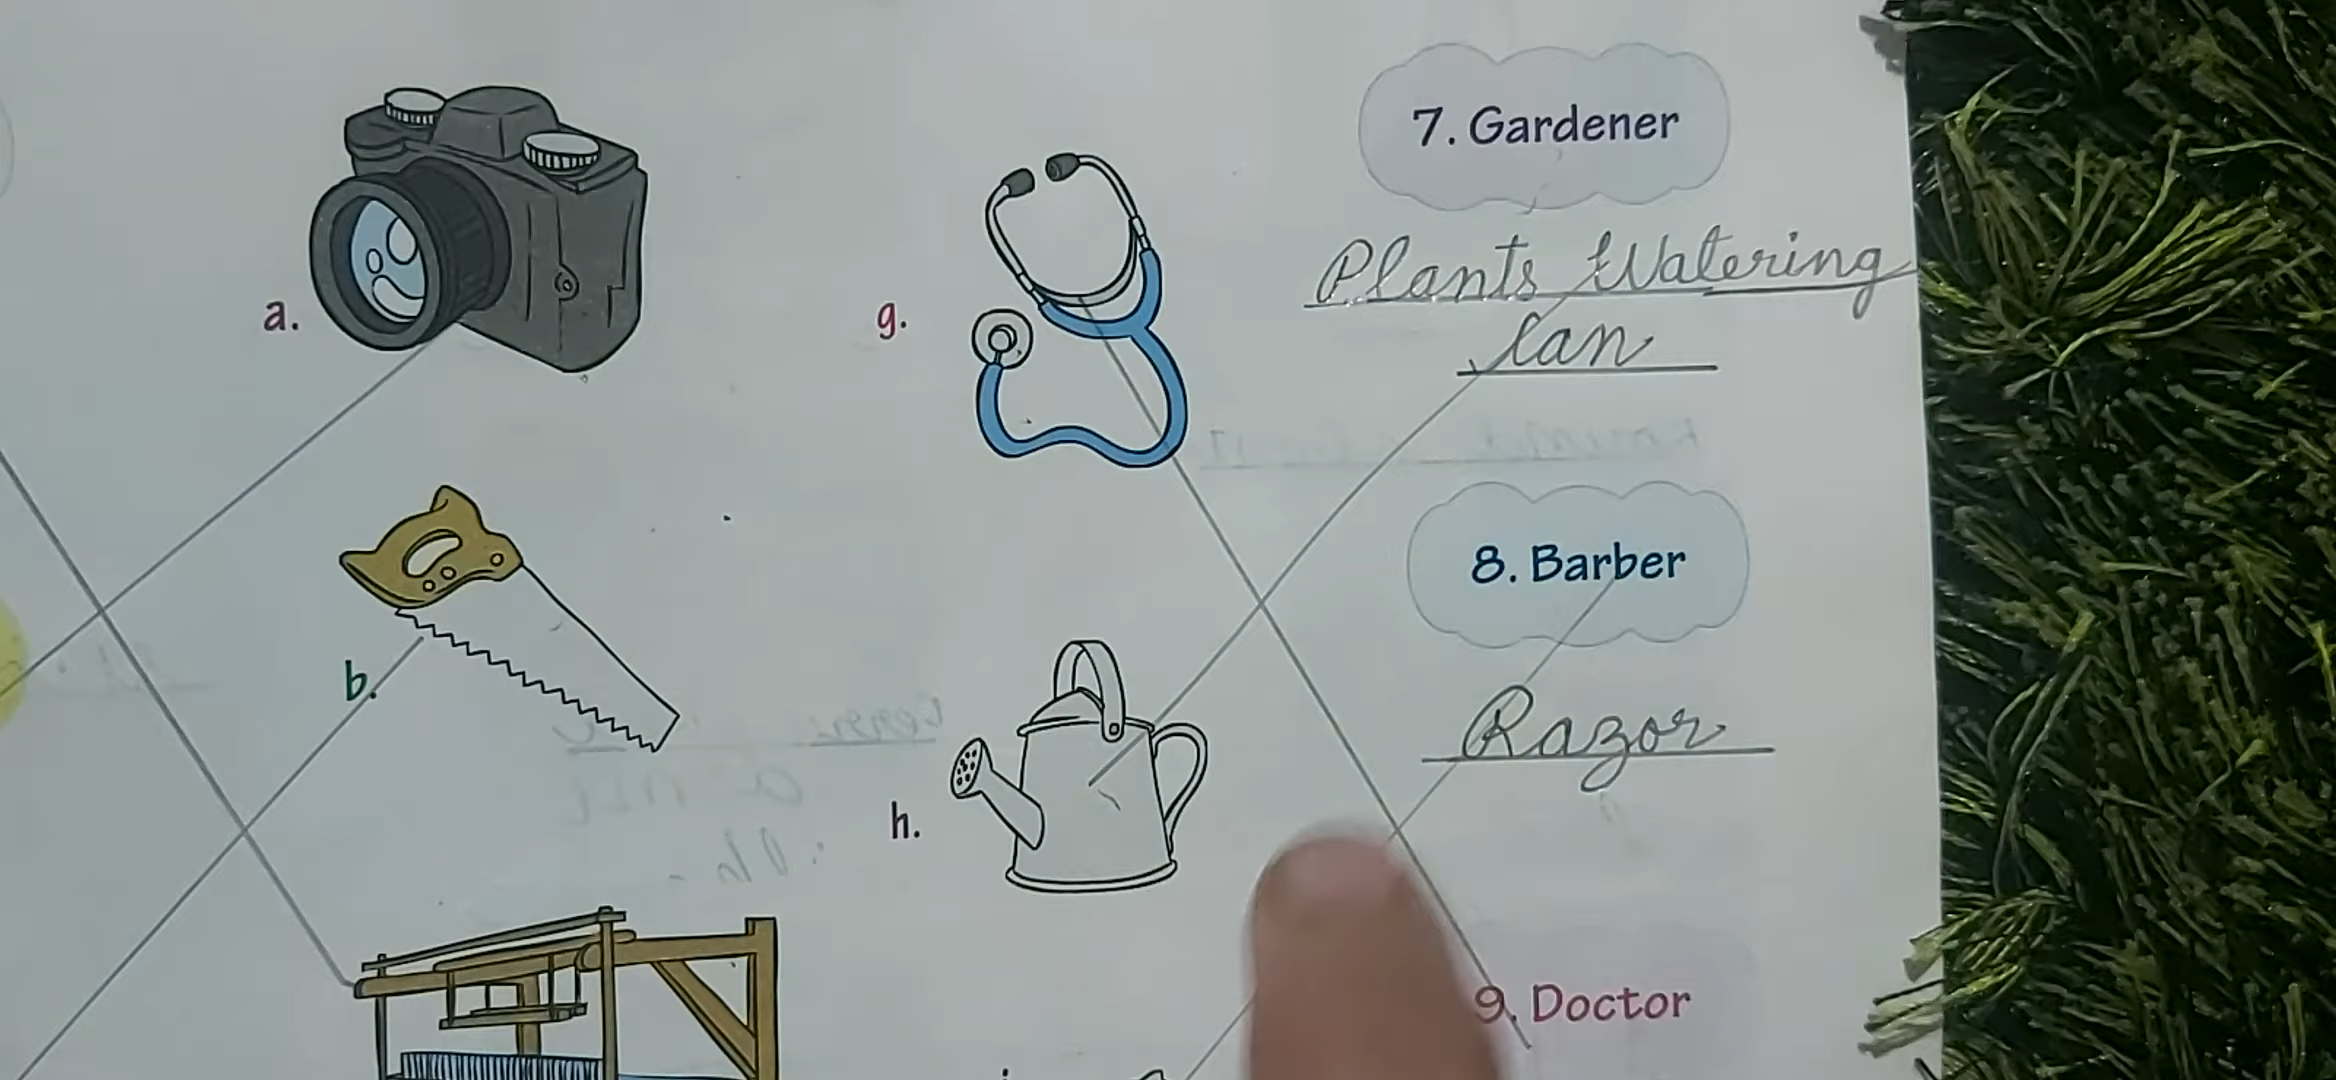 a.
g.
7. Gardener
Plants Watering
Can
b.
8. Barber
Razor
h.
9. Doctor